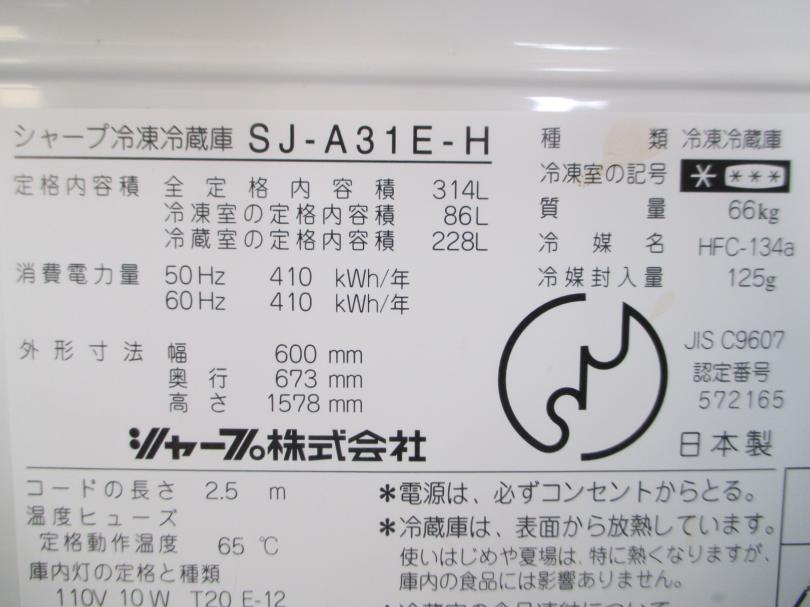 シャープ冷凍冷蔵庫 SJ-A31E-H
定格内容積 全定格内容積 314L
冷凍室の定格内容積 86L
冷蔵室の定格内容積 228L
消費電力量 50Hz 410 kWh/年
60Hz 410 kWh/年
外形寸法 幅 600 mm
奥行 673 mm
高さ 1578 mm
シャープ株式会社
種類 冷凍冷蔵庫
冷凍室の記号 * ***
質量 66kg
冷媒名 HFC-134a
冷媒封入量 125g
JIS C9607
認定番号
572165
日本製
コードの長さ 2.5 m
温度ヒューズ
定格動作温度 65 ℃
庫内灯の定格と種類
110V 10W T20 E-12
*電源は、必ずコンセントからとる。
*冷蔵庫は、表面から放熱しています。
使いはじめや夏場は、特に熱くなりますが、
庫内の食品には影響ありません。